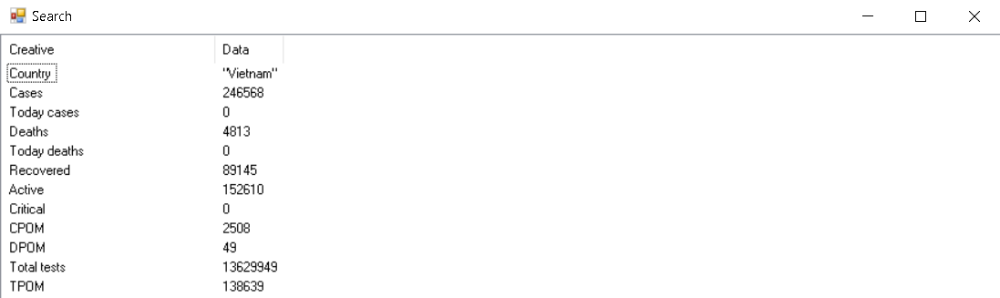 Search
Creative Data
Country "Vietnam"
Cases 246568
Today cases 0
Deaths 4813
Today deaths 0
Recovered 89145
Active 152610
Critical 0
CPOM 2508
DPOM 49
Total tests 13629949
TPOM 138639